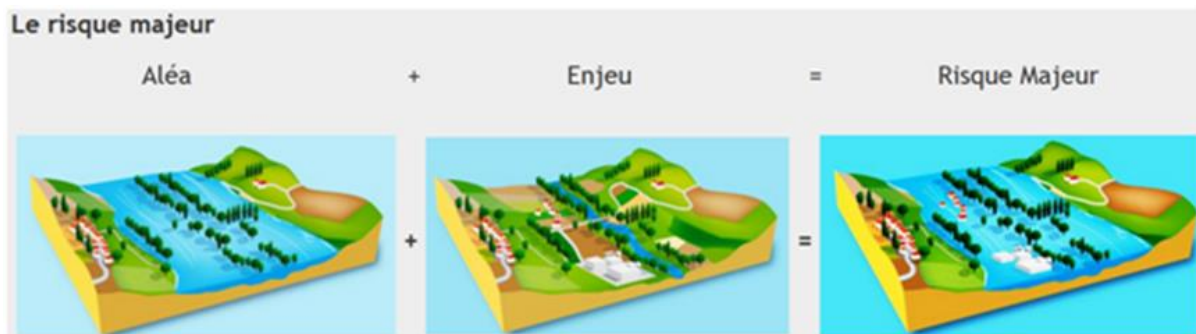 Le risque majeur
Aléa + Enjeu = Risque Majeur
+ =